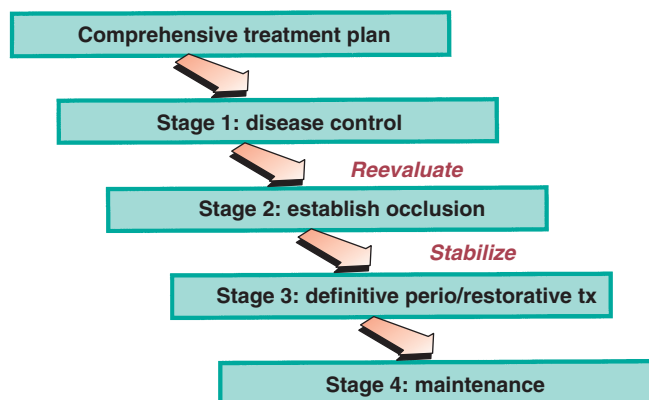 Comprehensive treatment plan
Stage 1: disease control
Reevaluate
Stage 2: establish occlusion
Stabilize
Stage 3: definitive perio/restorative tx
Stage 4: maintenance